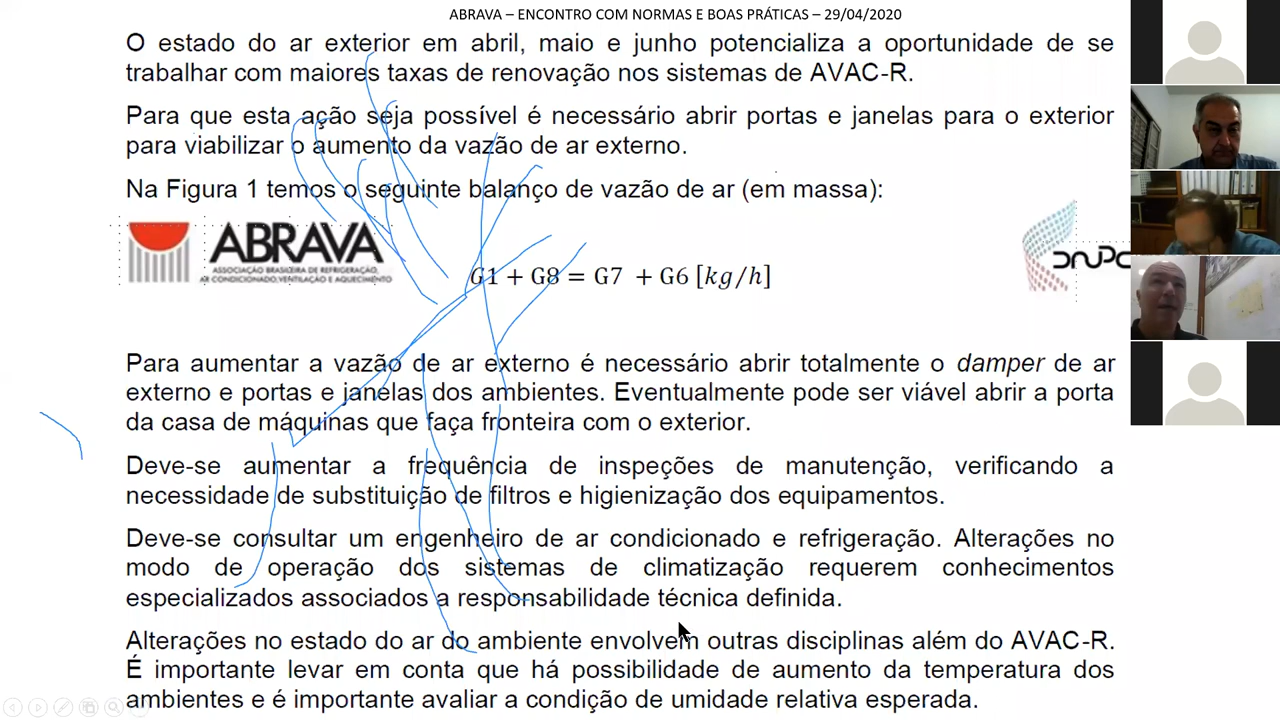 ABRAVA – ENCONTRO COM NORMAS E BOAS PRÁTICAS – 29/04/2020
O estado do ar exterior em abril, maio e junho potencializa a oportunidade de se
trabalhar com maiores taxas de renovação nos sistemas de AVAC-R.
Para que esta ação seja possível é necessário abrir portas e janelas para o exterior
para viabilizar o aumento da vazão de ar externo.
Na Figura 1 temos o seguinte balanço de vazão de ar (em massa):
ABRAVA
ASSOCIAÇÃO BRASILEIRA DE REFRIGERAÇÃO,
AR CONDICIONADO, VENTILAÇÃO E AQUECIMENTO
G1 + G8 = G7 + G6 [kg/h]
Para aumentar a vazão de ar externo é necessário abrir totalmente o damper de ar
externo e portas e janelas dos ambientes. Eventualmente pode ser viável abrir a porta
da casa de máquinas que faça fronteira com o exterior.
Deve-se aumentar a frequência de inspeções de manutenção, verificando a
necessidade de substituição de filtros e higienização dos equipamentos.
Deve-se consultar um engenheiro de ar condicionado e refrigeração. Alterações no
modo de operação dos sistemas de climatização requerem conhecimentos
especializados associados a responsabilidade técnica definida.
Alterações no estado do ar do ambiente envolvem outras disciplinas além do AVAC-R.
É importante levar em conta que há possibilidade de aumento da temperatura dos
ambientes e é importante avaliar a condição de umidade relativa esperada.